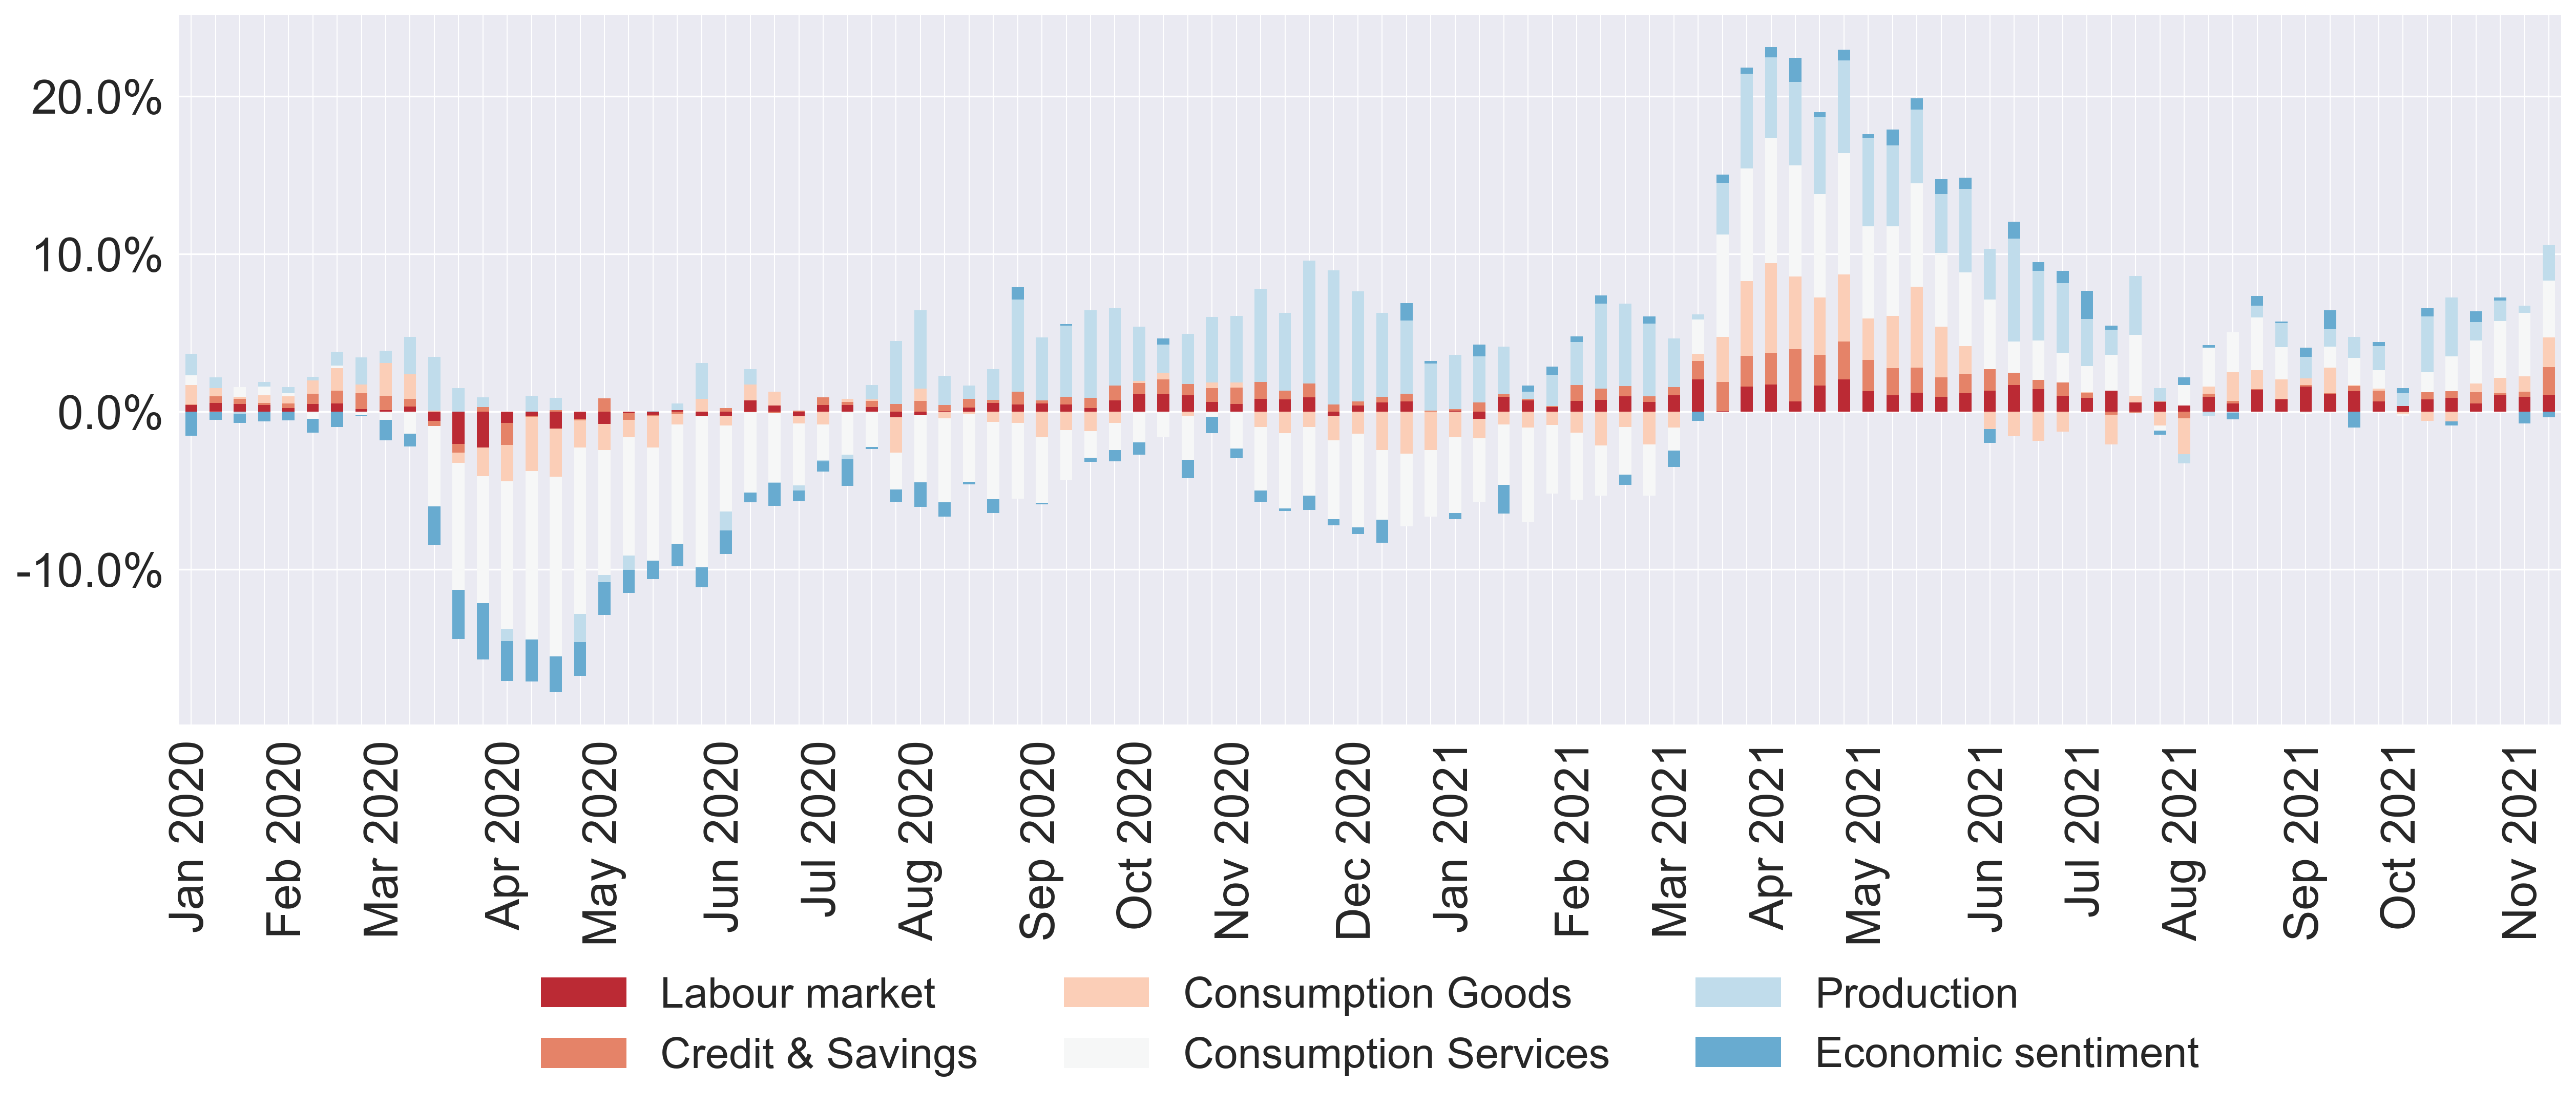 20.0%
10.0%
0.0%
-10.0%
Jan 2020
Feb 2020
Mar 2020
Apr 2020
May 2020
Jun 2020
Jul 2020
Aug 2020
Sep 2020
Oct 2020
Nov 2020
Dec 2020
Jan 2021
Feb 2021
Mar 2021
Apr 2021
May 2021
Jun 2021
Jul 2021
Aug 2021
Sep 2021
Oct 2021
Nov 2021
Labour market
Credit & Savings
Consumption Goods
Consumption Services
Production
Economic sentiment